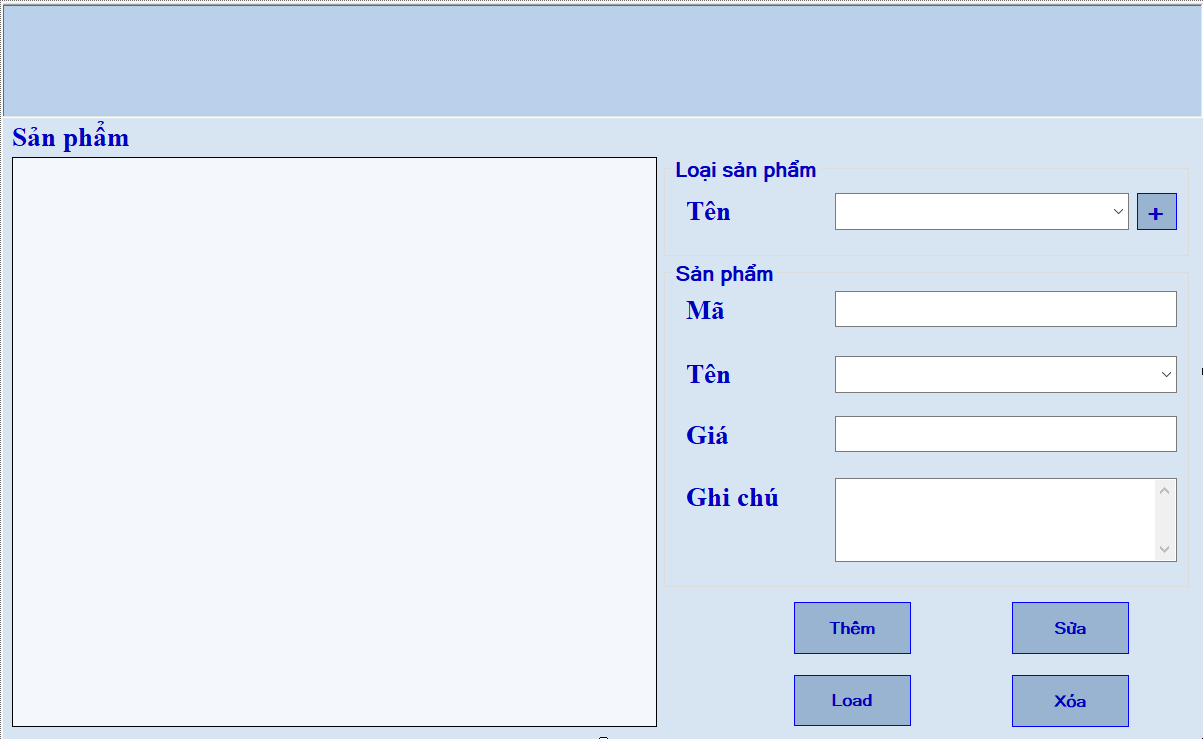 Sản phẩm
Loại sản phẩm
Tên
+
Sản phẩm
Mã
Tên
Giá
Ghi chú
Thêm
Sửa
Load
Xóa